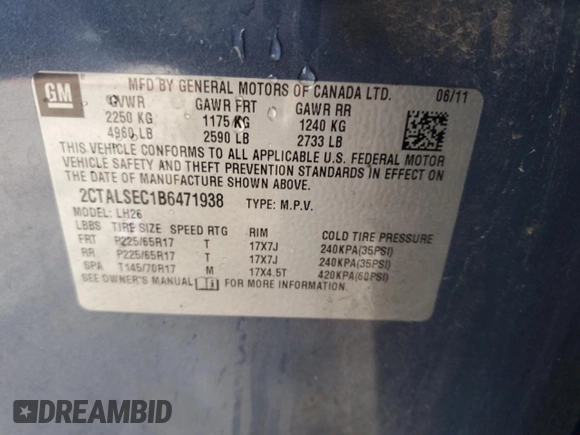 GM
MFD BY GENERAL MOTORS OF CANADA LTD. 06/11
GVWR GAWR FRT GAWR RR
2250 KG 1175 KG 1240 KG
4960 LB 2590 LB 2733 LB
THIS VEHICLE CONFORMS TO ALL APPLICABLE U.S. FEDERAL MOTOR
VEHICLE SAFETY AND THEFT PREVENTION STANDARDS IN EFFECT ON
THE DATE OF MANUFACTURE SHOWN ABOVE.
2CTALSEC1B6471938 TYPE: M.P.V.
MODEL: LH26
LBBS TIRE SIZE SPEED RTG RIM COLD TIRE PRESSURE
FRT P225/65R17 T 17X7J 240KPA(35PSI)
RR P225/65R17 T 17X7J 240KPA(35PSI)
SPA T145/70R17 M 17X4.5T 420KPA(60PSI)
SEE OWNER'S MANUAL FOR MORE INFORMATION.
DREAMBID